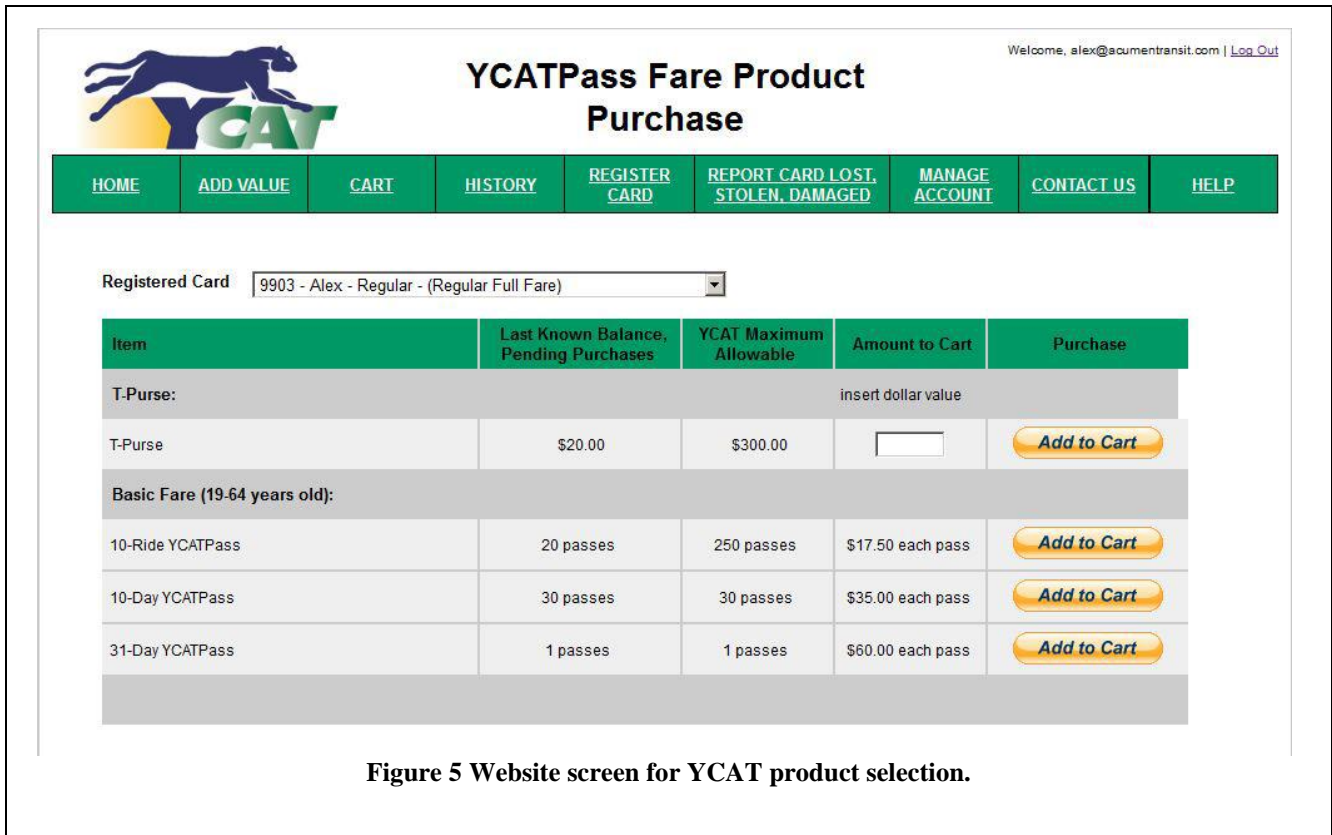 Welcome, alex@acumentransit.com | Log Out
YCAT
YCATPass Fare Product
Purchase
HOME
ADD VALUE
CART
HISTORY
REGISTER
CARD
REPORT CARD LOST,
STOLEN, DAMAGED
MANAGE
ACCOUNT
CONTACT US
HELP
Registered Card 9903 - Alex - Regular - (Regular Full Fare)
Item
Last Known Balance,
Pending Purchases
YCAT Maximum
Allowable
Amount to Cart
Purchase
T-Purse: insert dollar value
T-Purse $20.00 $300.00 Add to Cart
Basic Fare (19-64 years old):
10-Ride YCATPass 20 passes 250 passes $17.50 each pass Add to Cart
10-Day YCATPass 30 passes 30 passes $35.00 each pass Add to Cart
31-Day YCATPass 1 passes 1 passes $60.00 each pass Add to Cart
Figure 5 Website screen for YCAT product selection.